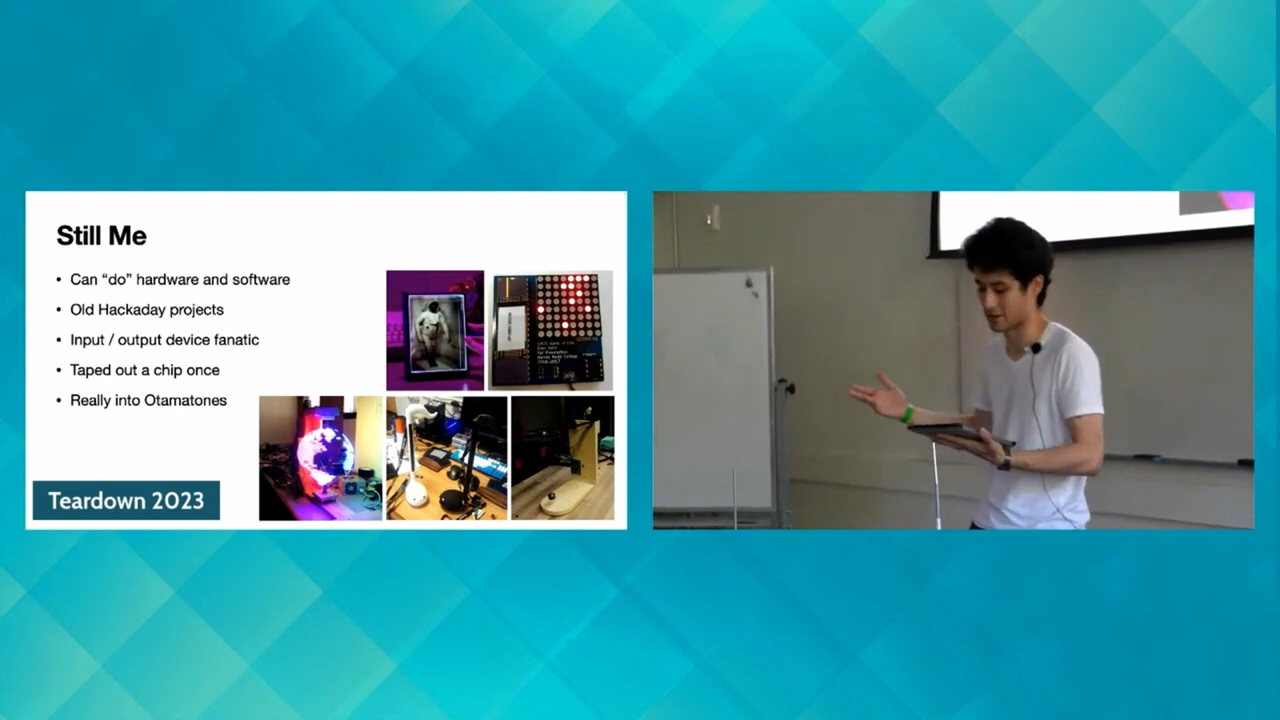 Still Me
• Can “do” hardware and software
• Old Hackaday projects
• Input / output device fanatic
• Taped out a chip once
• Really into Otamatones
Teardown 2023